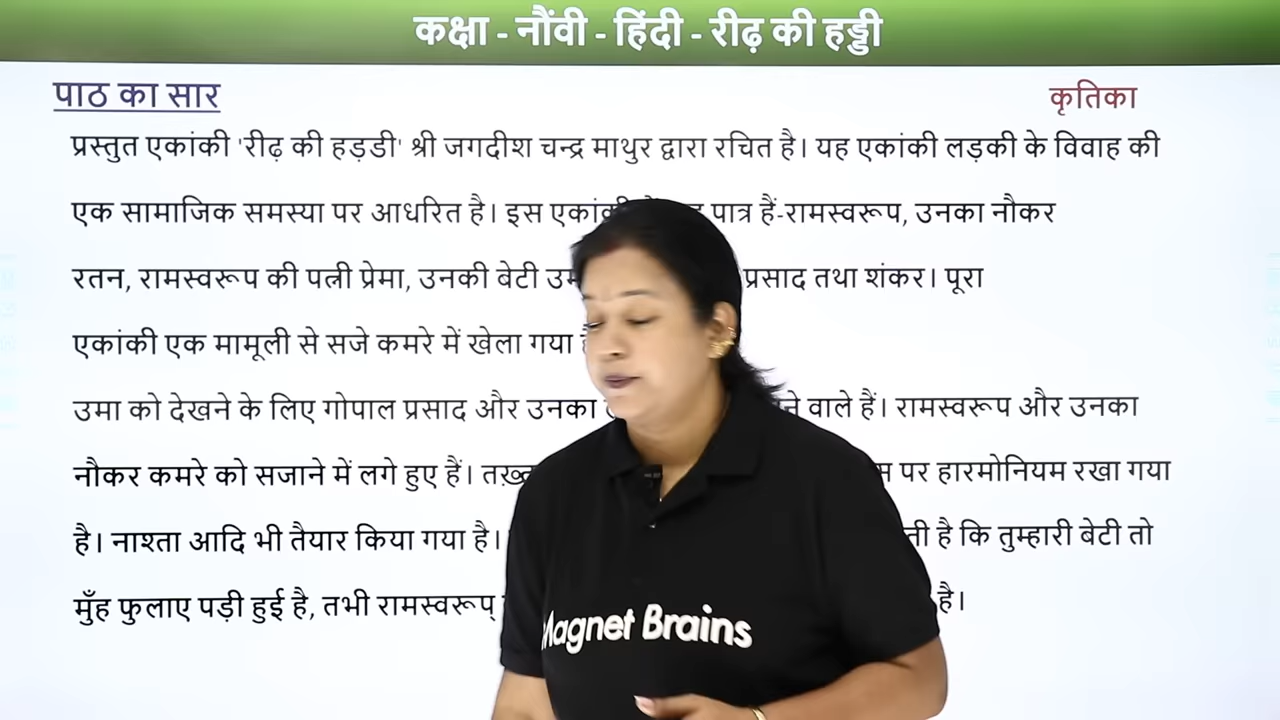 कक्षा - नौंवी - हिंदी - रीढ़ की हड्डी
पाठ का सार
कृतिका
प्रस्तुत एकांकी 'रीढ़ की हड़डी' श्री जगदीश चन्द्र माथुर द्वारा रचित है। यह एकांकी लड़की के विवाह की
एक सामाजिक समस्या पर आधरित है। इस पात्र हैं-रामस्वरूप, उनका नौकर
रतन, रामस्वरूप की पत्नी प्रेमा, उनकी बेटी प्रसाद तथा शंकर। पूरा
एकांकी एक मामूली से सजे कमरे में खेला गया
उमा को देखने के लिए गोपाल प्रसाद और उनका वाले हैं। रामस्वरूप और उनका
नौकर कमरे को सजाने में लगे हुए हैं। पर हारमोनियम रखा गया
है। नाश्ता आदि भी तैयार किया गया है। है कि तुम्हारी बेटी तो
मुँह फुलाए पड़ी हुई है, तभी रामस्वरूप् है।
Magnet Brains